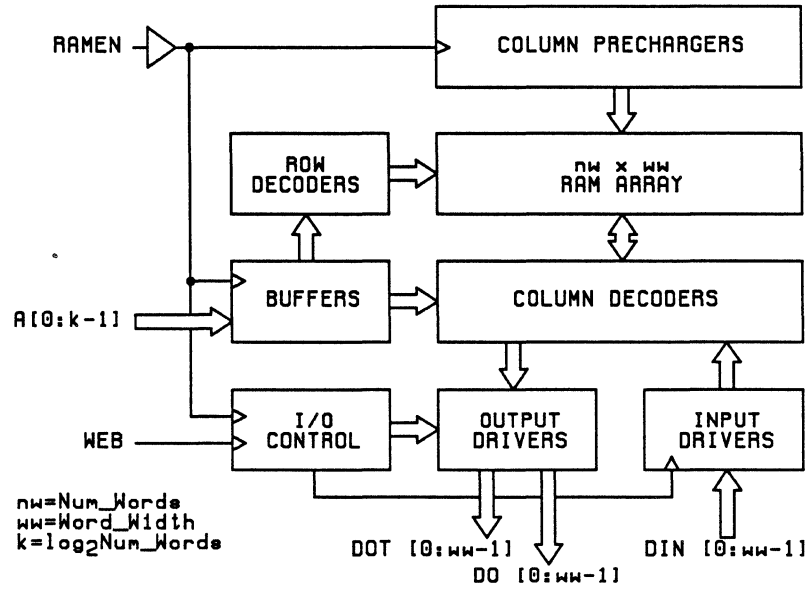 RAMEN
COLUMN PRECHARGERS
ROW
DECODERS
nw x ww
RAM ARRAY
BUFFERS
COLUMN DECODERS
A[0:k-1]
I/O
CONTROL
OUTPUT
DRIVERS
INPUT
DRIVERS
WEB
nw=Num_Words
ww=Word_Width
k=log2Num_Words
DOT [0:ww-1]
DIN [0:ww-1]
DO [0:ww-1]